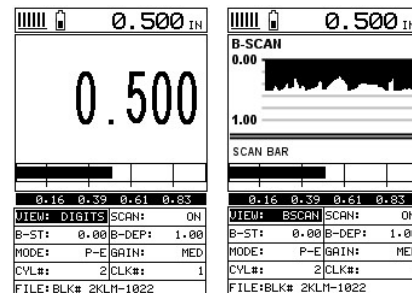 0.500 IN
0.500
0.16 0.39 0.61 0.83
VIEW: DIGITS SCAN: ON
B-ST: 0.00 B-DEP: 1.00
MODE: P-E GAIN: MED
CYL#: 2 CLK#: 1
FILE:BLK# 2KLM-1022
0.500 IN
B-SCAN
0.00
1.00
SCAN BAR
0.16 0.39 0.61 0.83
VIEW: BSCAN SCAN: ON
B-ST: 0.00 B-DEP: 1.00
MODE: P-E GAIN: MED
CYL#: 2 CLK#:
FILE:BLK# 2KLM-1022